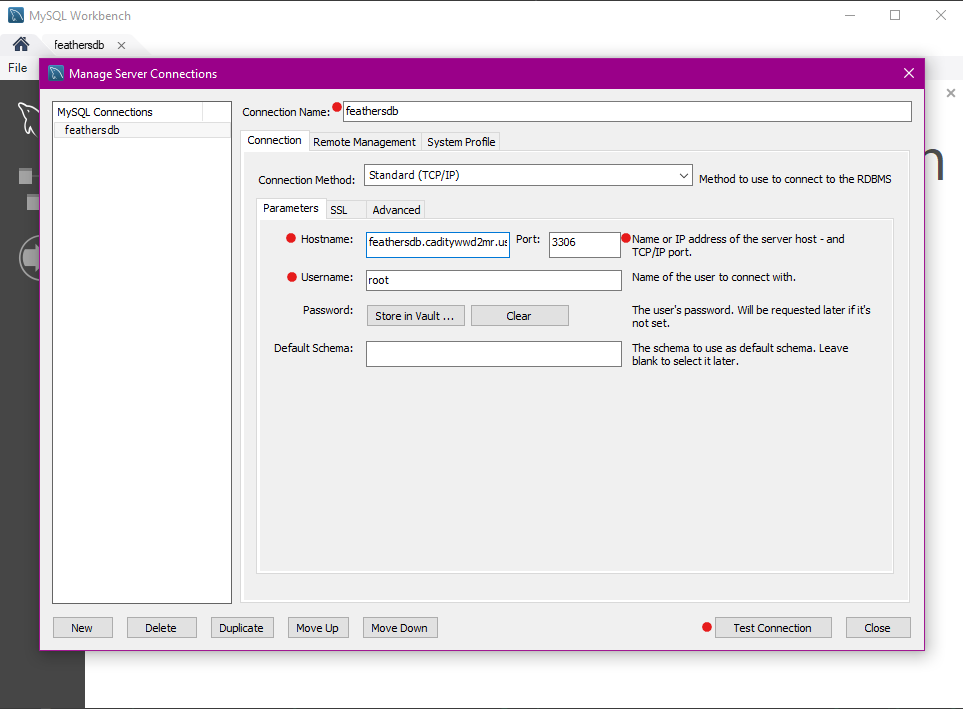 MySQL Workbench
feathersdb
File
Manage Server Connections
MySQL Connections
feathersdb
Connection Name: feathersdb
Connection Remote Management System Profile
Connection Method: Standard (TCP/IP) Method to use to connect to the RDBMS
Parameters SSL Advanced
Hostname: feathersdb.caditywwd2mr.us Port: 3306 Name or IP address of the server host - and
TCP/IP port.
Username: root Name of the user to connect with.
Password: Store in Vault ... Clear The user's password. Will be requested later if it's
not set.
Default Schema: The schema to use as default schema. Leave
blank to select it later.
New Delete Duplicate Move Up Move Down Test Connection Close